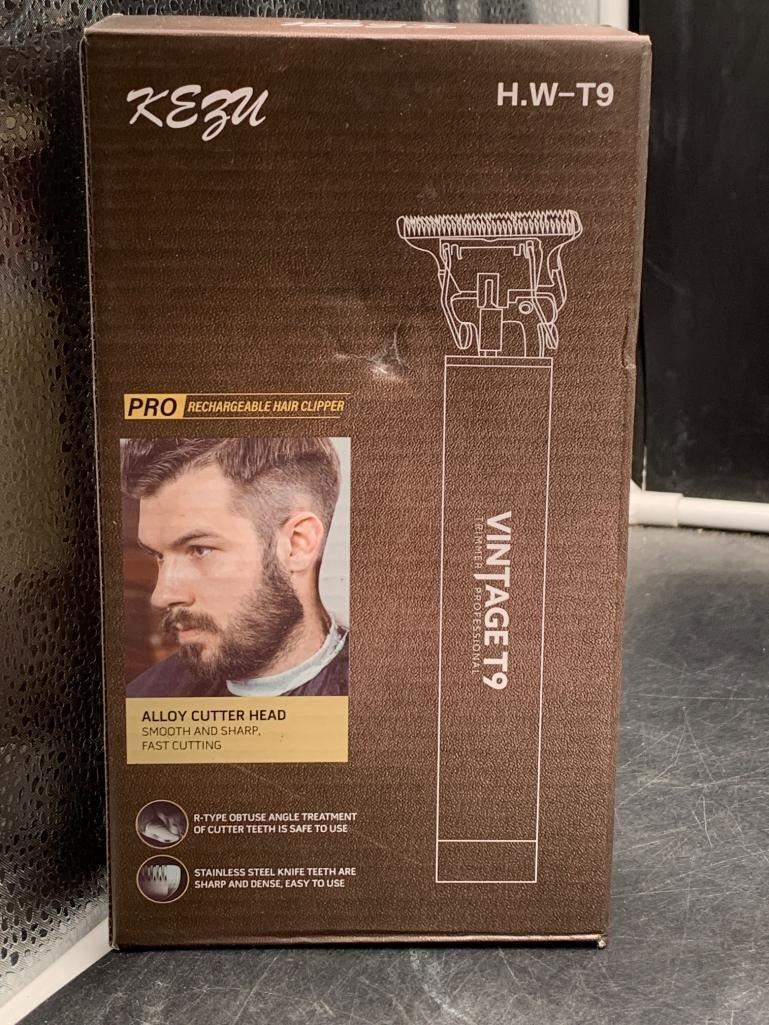 KEZU
H.W-T9
PRO RECHARGEABLE HAIR CLIPPER
VINTAGE T9
TRIMMER PROFESSIONAL
ALLOY CUTTER HEAD
SMOOTH AND SHARP,
FAST CUTTING
R-TYPE OBTUSE ANGLE TREATMENT
OF CUTTER TEETH IS SAFE TO USE
STAINLESS STEEL KNIFE TEETH ARE
SHARP AND DENSE, EASY TO USE